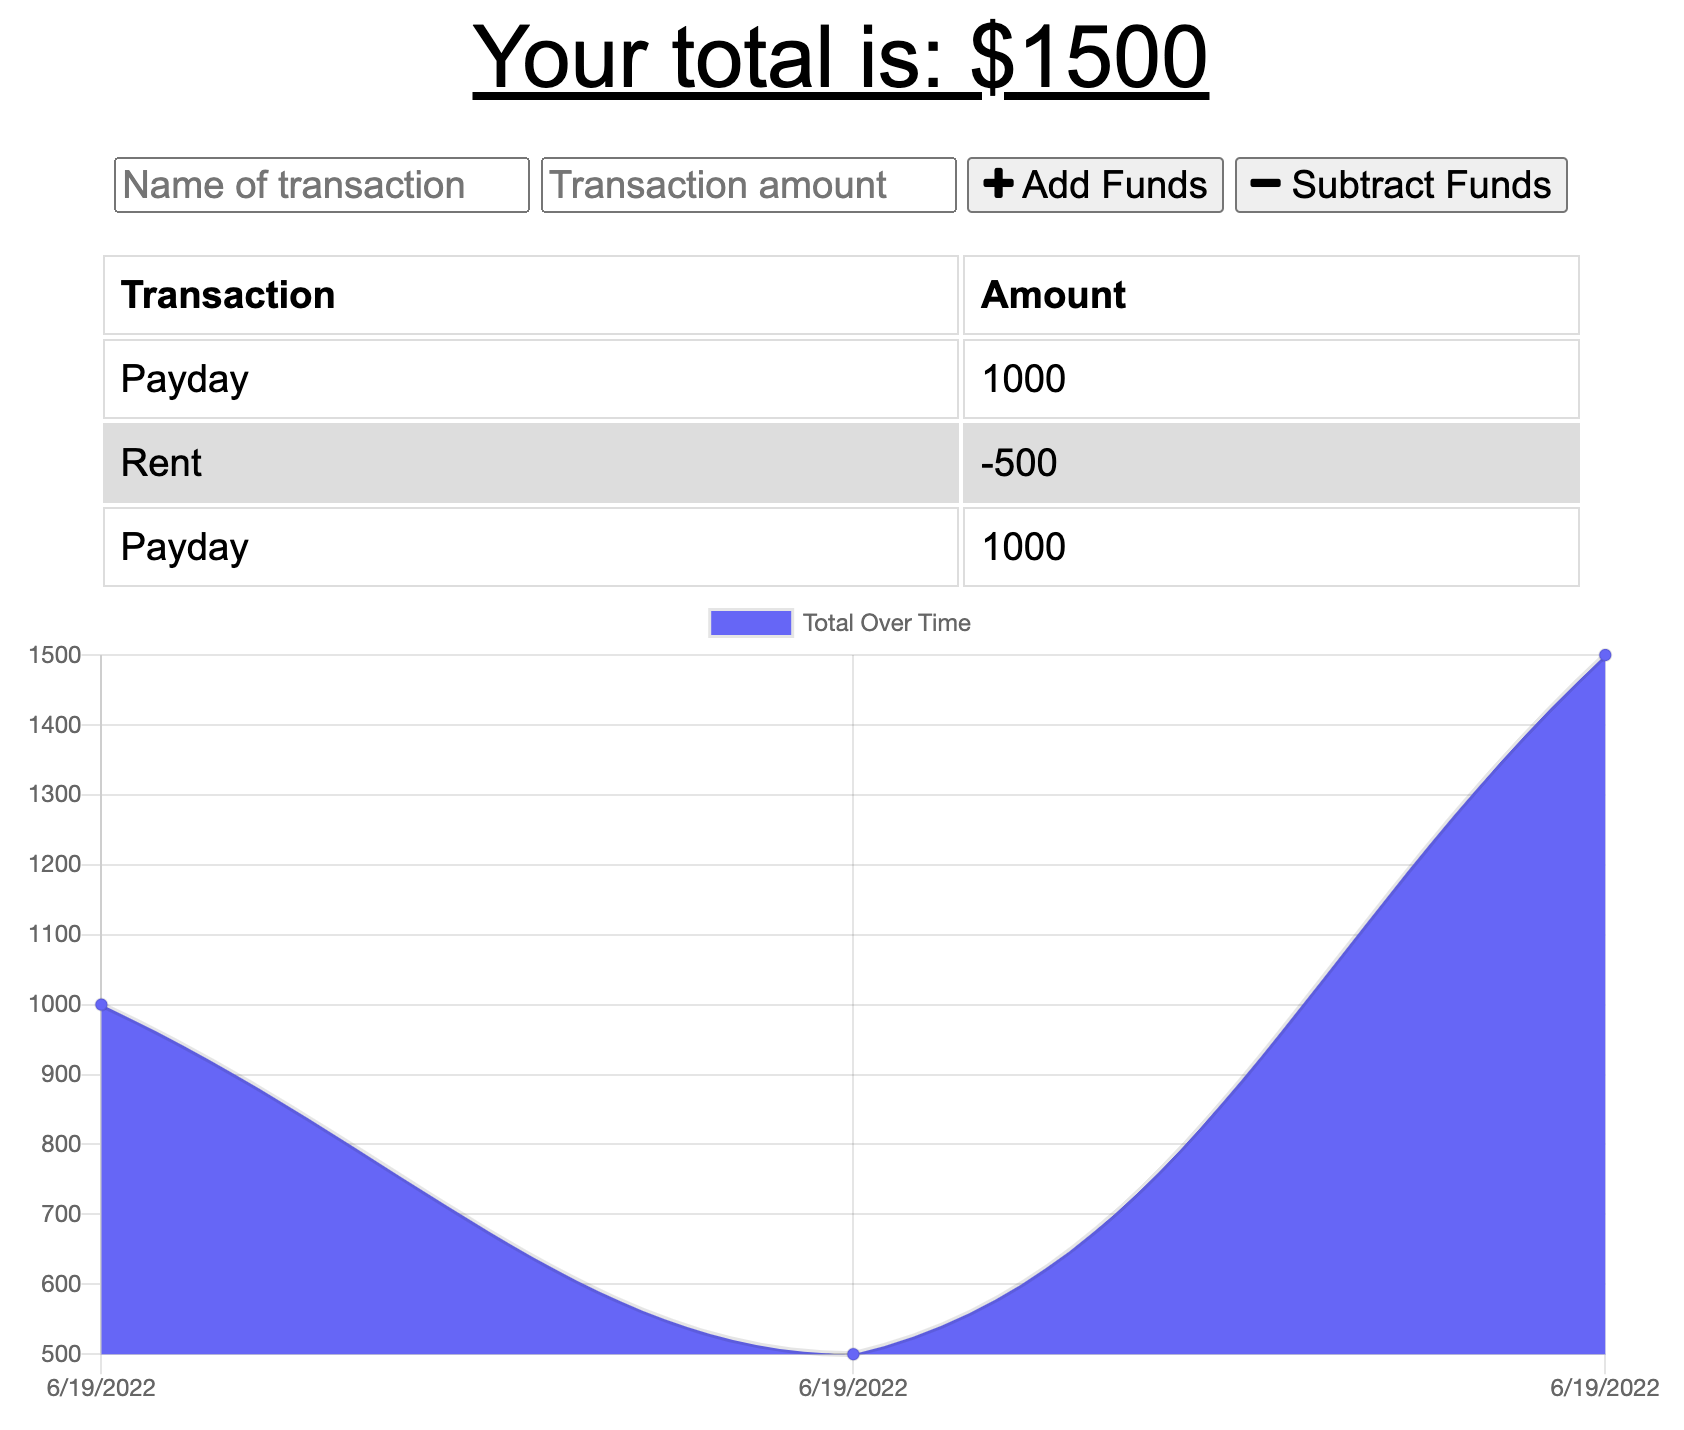 Your total is: $1500
Name of transaction Transaction amount Add Funds Subtract Funds
Transaction Amount
Payday 1000
Rent -500
Payday 1000
Total Over Time
1500
1400
1300
1200
1100
1000
900
800
700
600
500
6/19/2022 6/19/2022 6/19/2022